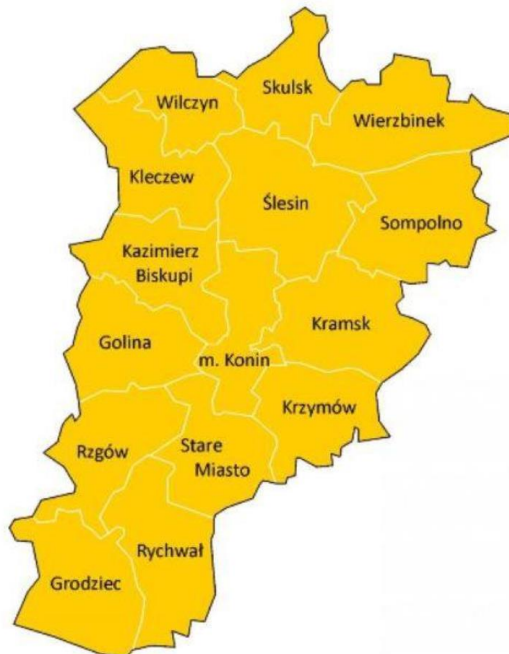 Skulsk
Wilczyn
Wierzbinek
Kleczew
Ślesin
Sompolno
Kazimierz
Biskupi
Kramsk
Golina
m. Konin
Krzymów
Rzgów
Stare
Miasto
Rychwał
Grodziec